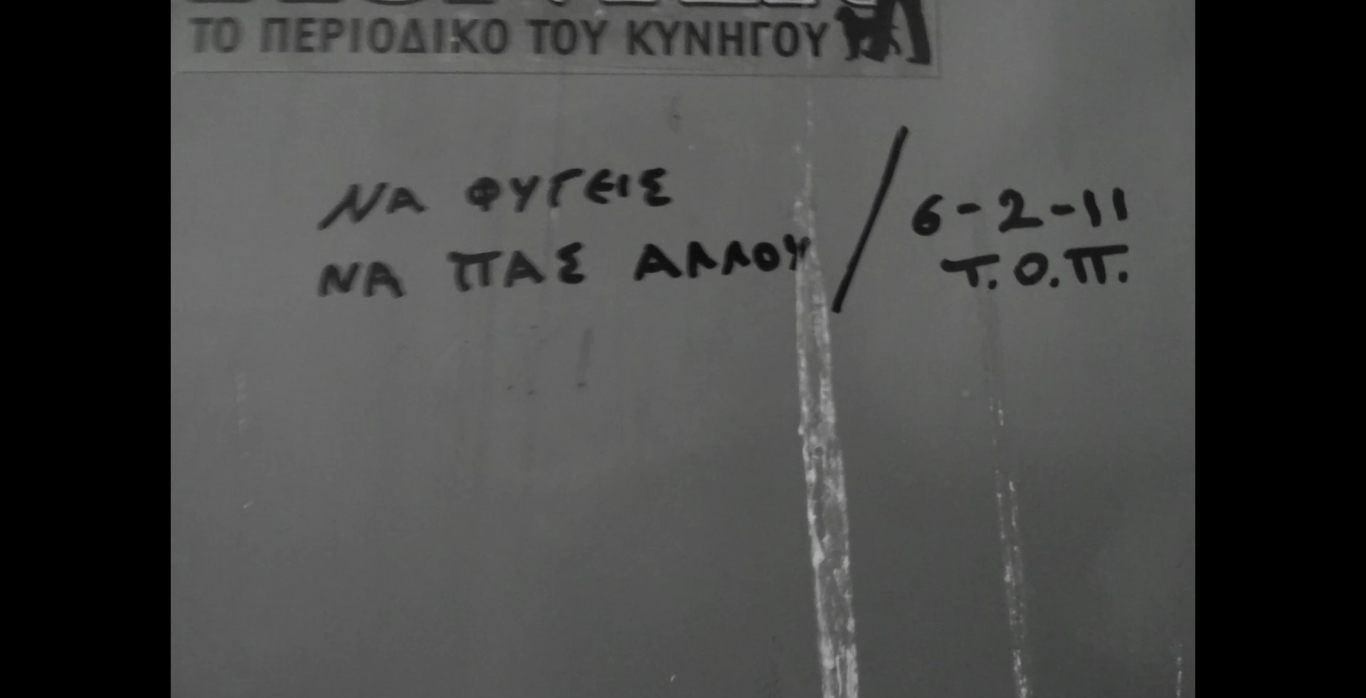 ΤΟ ΠΕΡΙΟΔΙΚΟ ΤΟΥ ΚΥΝΗΓΟΥ
ΝΑ ΦΥΓΕΙΣ
ΝΑ ΠΑΣ ΑΛΛΟΥ / 6-2-11
Τ.Ο.Π.